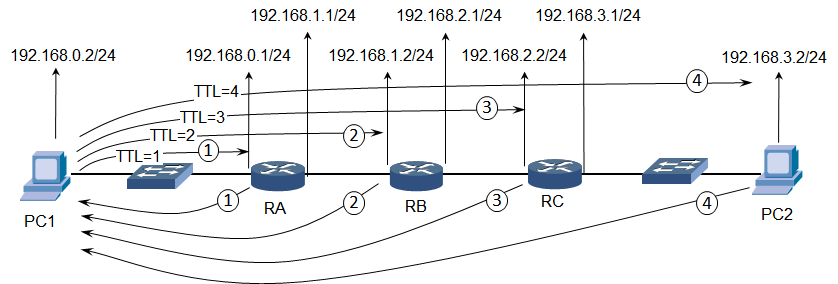 192.168.1.1/24
192.168.2.1/24
192.168.3.1/24
192.168.0.2/24
192.168.0.1/24
192.168.1.2/24
192.168.2.2/24
192.168.3.2/24
TTL=4
4
TTL=3
3
TTL=2
2
TTL=1
1
1
2
3
4
PC1
RA
RB
RC
PC2